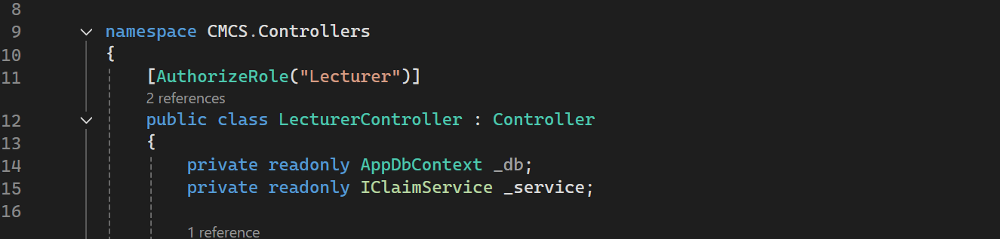 8
9 namespace CMCS.Controllers
10 {
11 [AuthorizeRole("Lecturer")]
2 references
12 public class LecturerController : Controller
13 {
14 private readonly AppDbContext _db;
15 private readonly IClaimService _service;
16
1 reference